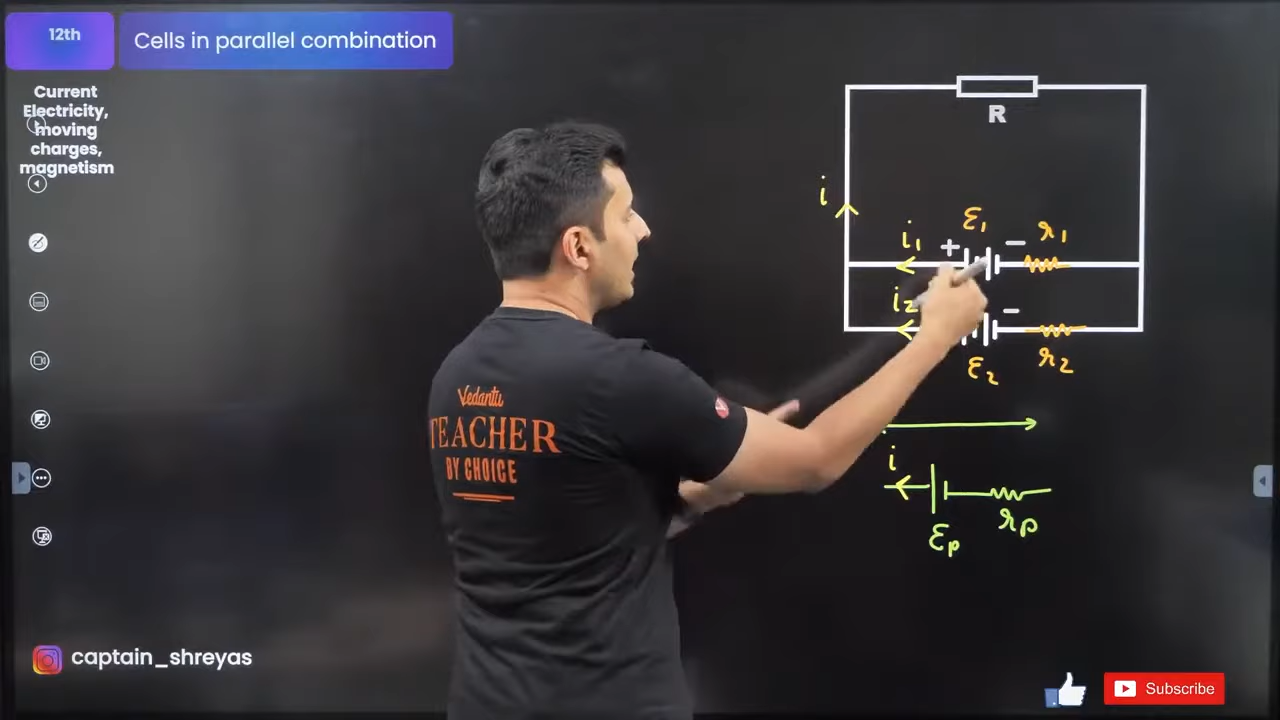 12th
Cells in parallel combination
Current
Electricity,
moving
charges,
magnetism
R
i
ε₁
i₁
+
−
r₁
i₂
−
ε₂
r₂
i
εₚ
rₚ
Vedantu
TEACHER
BY CHOICE
captain_shreyas
Subscribe